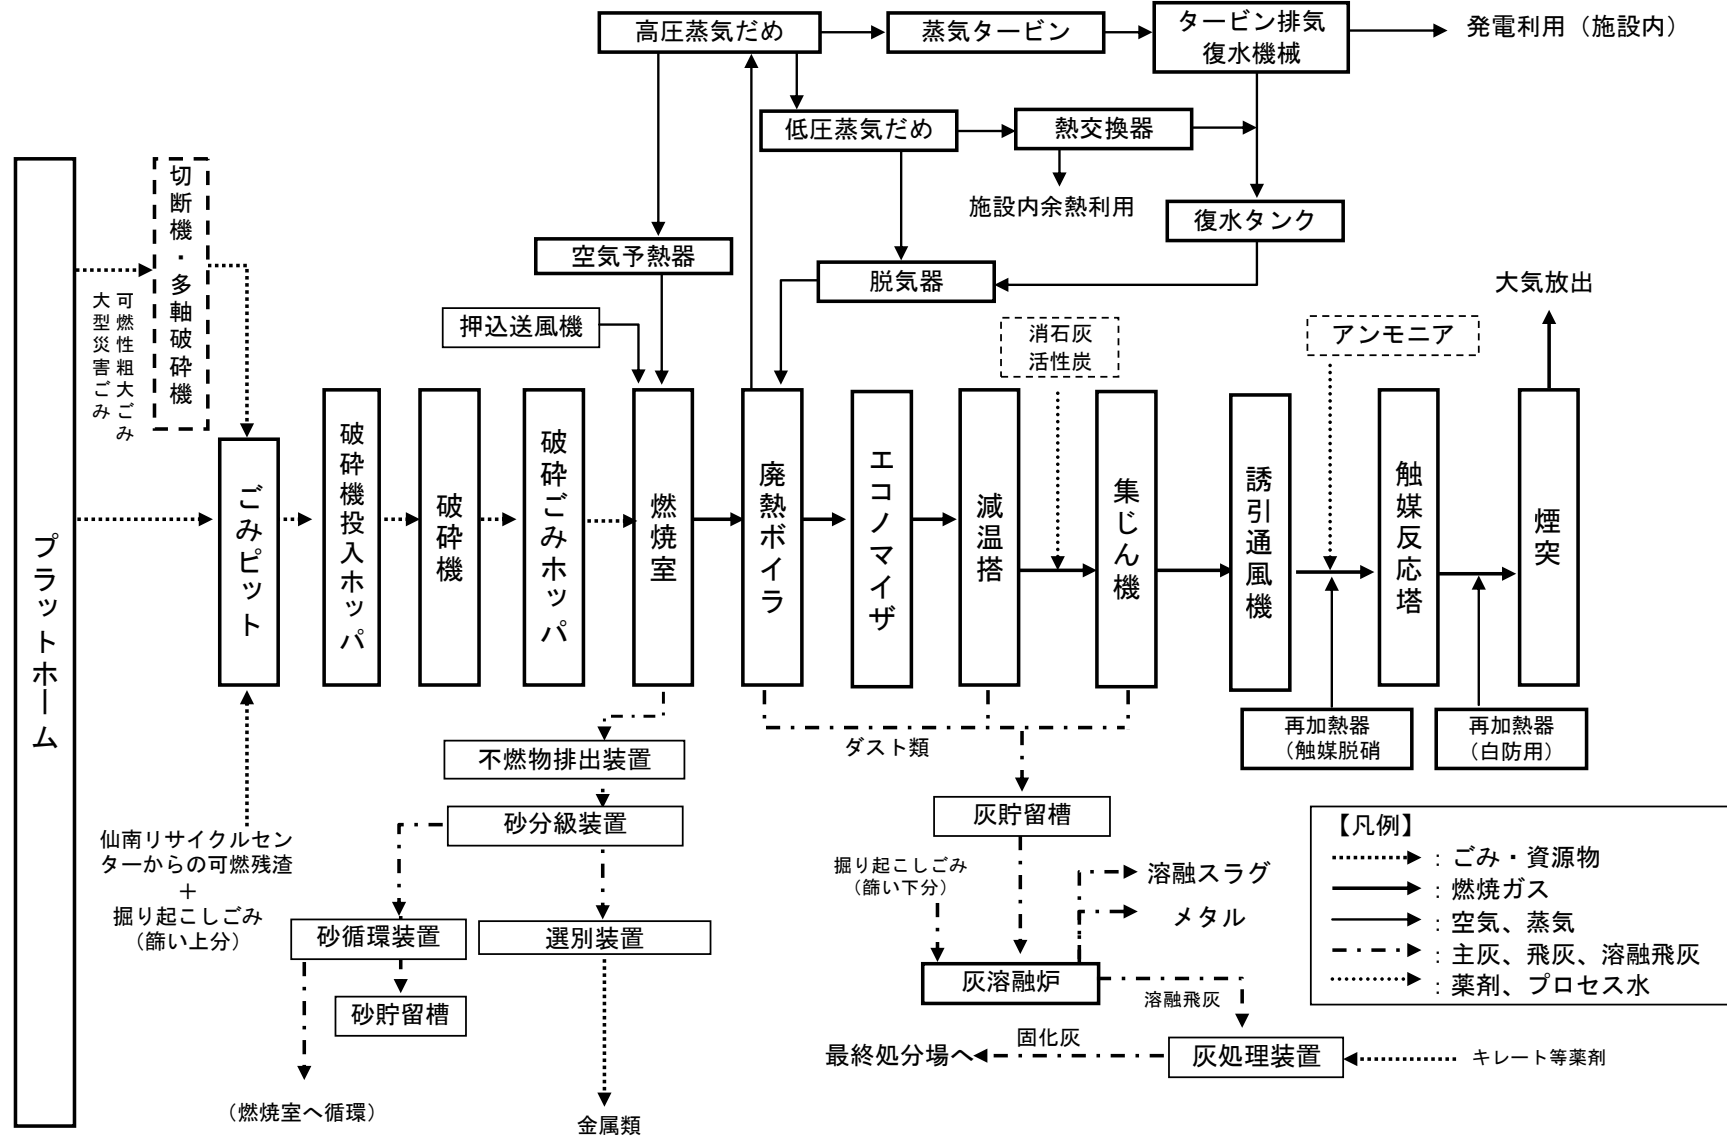 高圧蒸気だめ
蒸気タービン
タービン排気
復水機械
発電利用（施設内）
低圧蒸気だめ
熱交換器
施設内余熱利用
復水タンク
空気予熱器
脱気器
押込送風機
消石灰
活性炭
アンモニア
大気放出
切断機・多軸破砕機
可燃性粗大ごみ
大型災害ごみ
プラットホーム
ごみピット
破砕機投入ホッパ
破砕機
破砕ごみホッパ
燃焼室
廃熱ボイラ
エコノマイザ
減温搭
集じん機
誘引通風機
触媒反応塔
煙突
再加熱器
（触媒脱硝
再加熱器
（白防用）
ダスト類
不燃物排出装置
砂分級装置
灰貯留槽
仙南リサイクルセン
ターからの可燃残渣
＋
掘り起こしごみ
（篩い上分）
掘り起こしごみ
（篩い下分）
溶融スラグ
メタル
砂循環装置
選別装置
砂貯留槽
灰溶融炉
溶融飛灰
固化灰
最終処分場へ
灰処理装置
キレート等薬剤
（燃焼室へ循環）
金属類
【凡例】
：ごみ・資源物
：燃焼ガス
：空気、蒸気
：主灰、飛灰、溶融飛灰
：薬剤、プロセス水